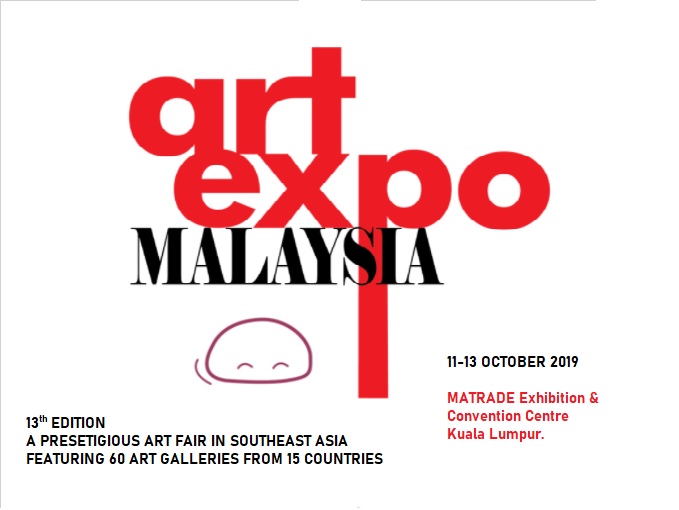 art
expo
MALAYSIA
11-13 OCTOBER 2019
MATRADE Exhibition &
Convention Centre
Kuala Lumpur.
13th EDITION
A PRESETIGIOUS ART FAIR IN SOUTHEAST ASIA
FEATURING 60 ART GALLERIES FROM 15 COUNTRIES